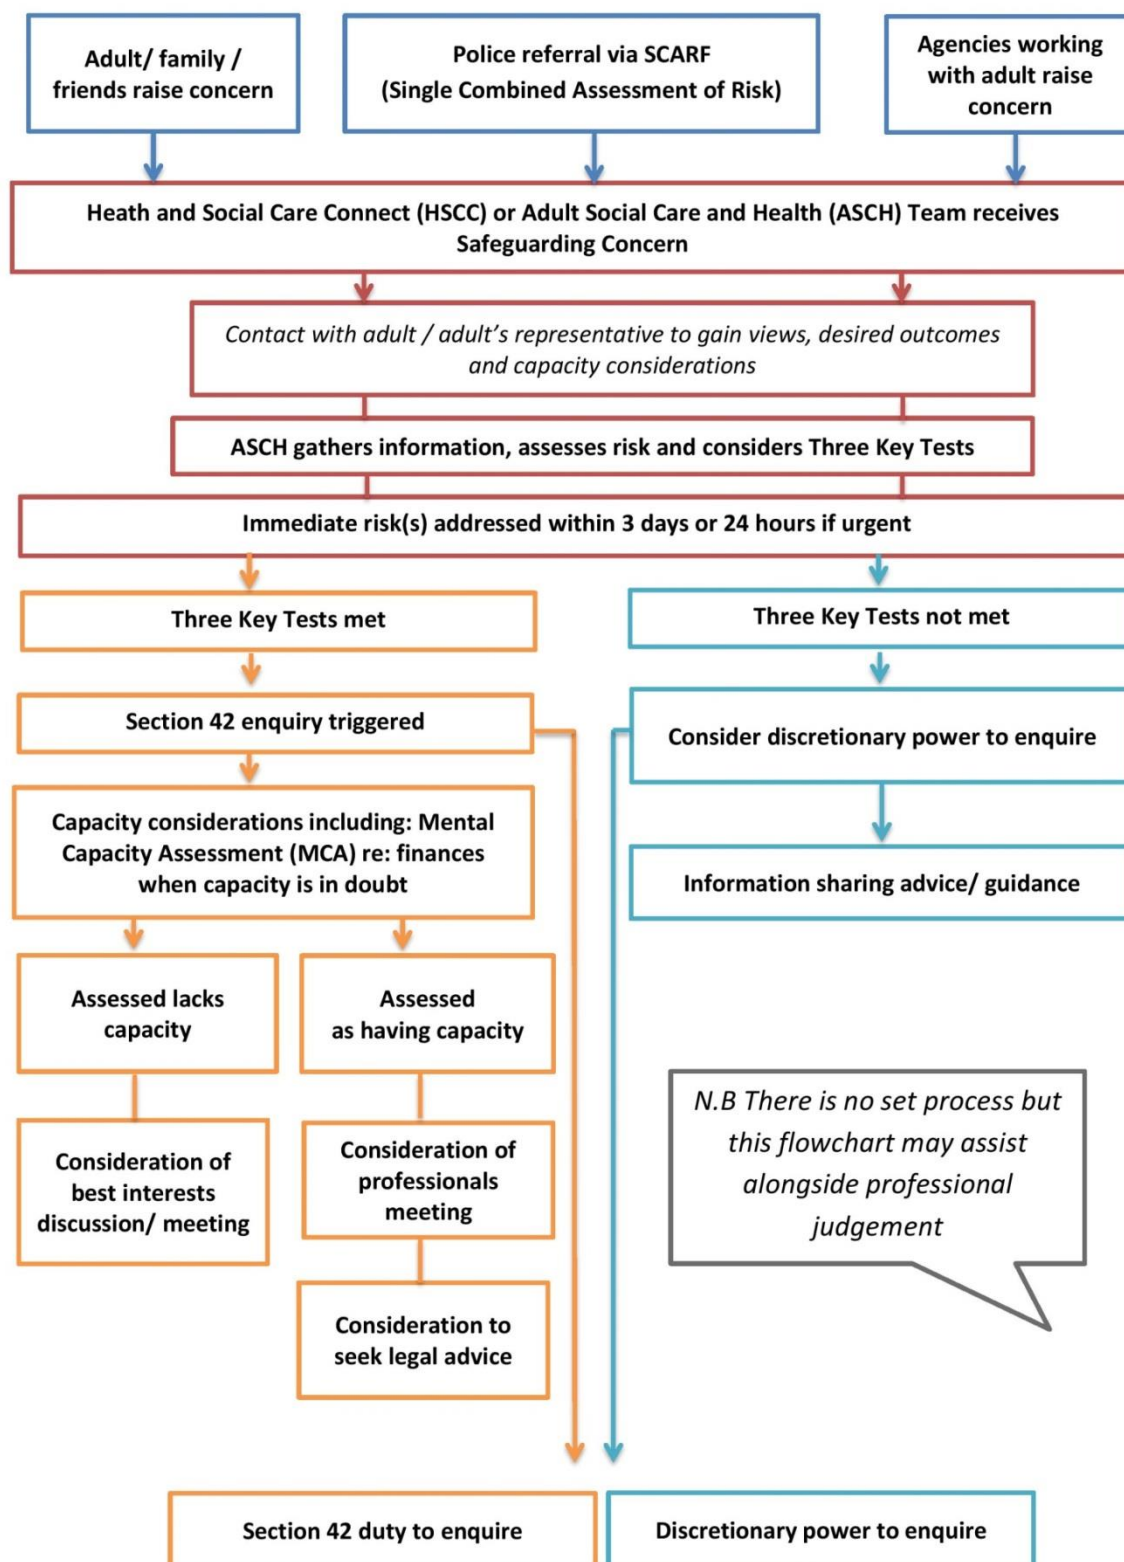 Adult/ family /
friends raise concern
Police referral via SCARF
(Single Combined Assessment of Risk)
Agencies working
with adult raise
concern
Heath and Social Care Connect (HSCC) or Adult Social Care and Health (ASCH) Team receives
Safeguarding Concern
Contact with adult / adult's representative to gain views, desired outcomes
and capacity considerations
ASCH gathers information, assesses risk and considers Three Key Tests
Immediate risk(s) addressed within 3 days or 24 hours if urgent
Three Key Tests met
Three Key Tests not met
Section 42 enquiry triggered
Consider discretionary power to enquire
Capacity considerations including: Mental
Capacity Assessment (MCA) re: finances
when capacity is in doubt
Information sharing advice/ guidance
Assessed lacks
capacity
Assessed
as having capacity
Consideration of
best interests
discussion/ meeting
Consideration of
professionals
meeting
Consideration to
seek legal advice
N.B There is no set process but
this flowchart may assist
alongside professional
judgement
Section 42 duty to enquire
Discretionary power to enquire